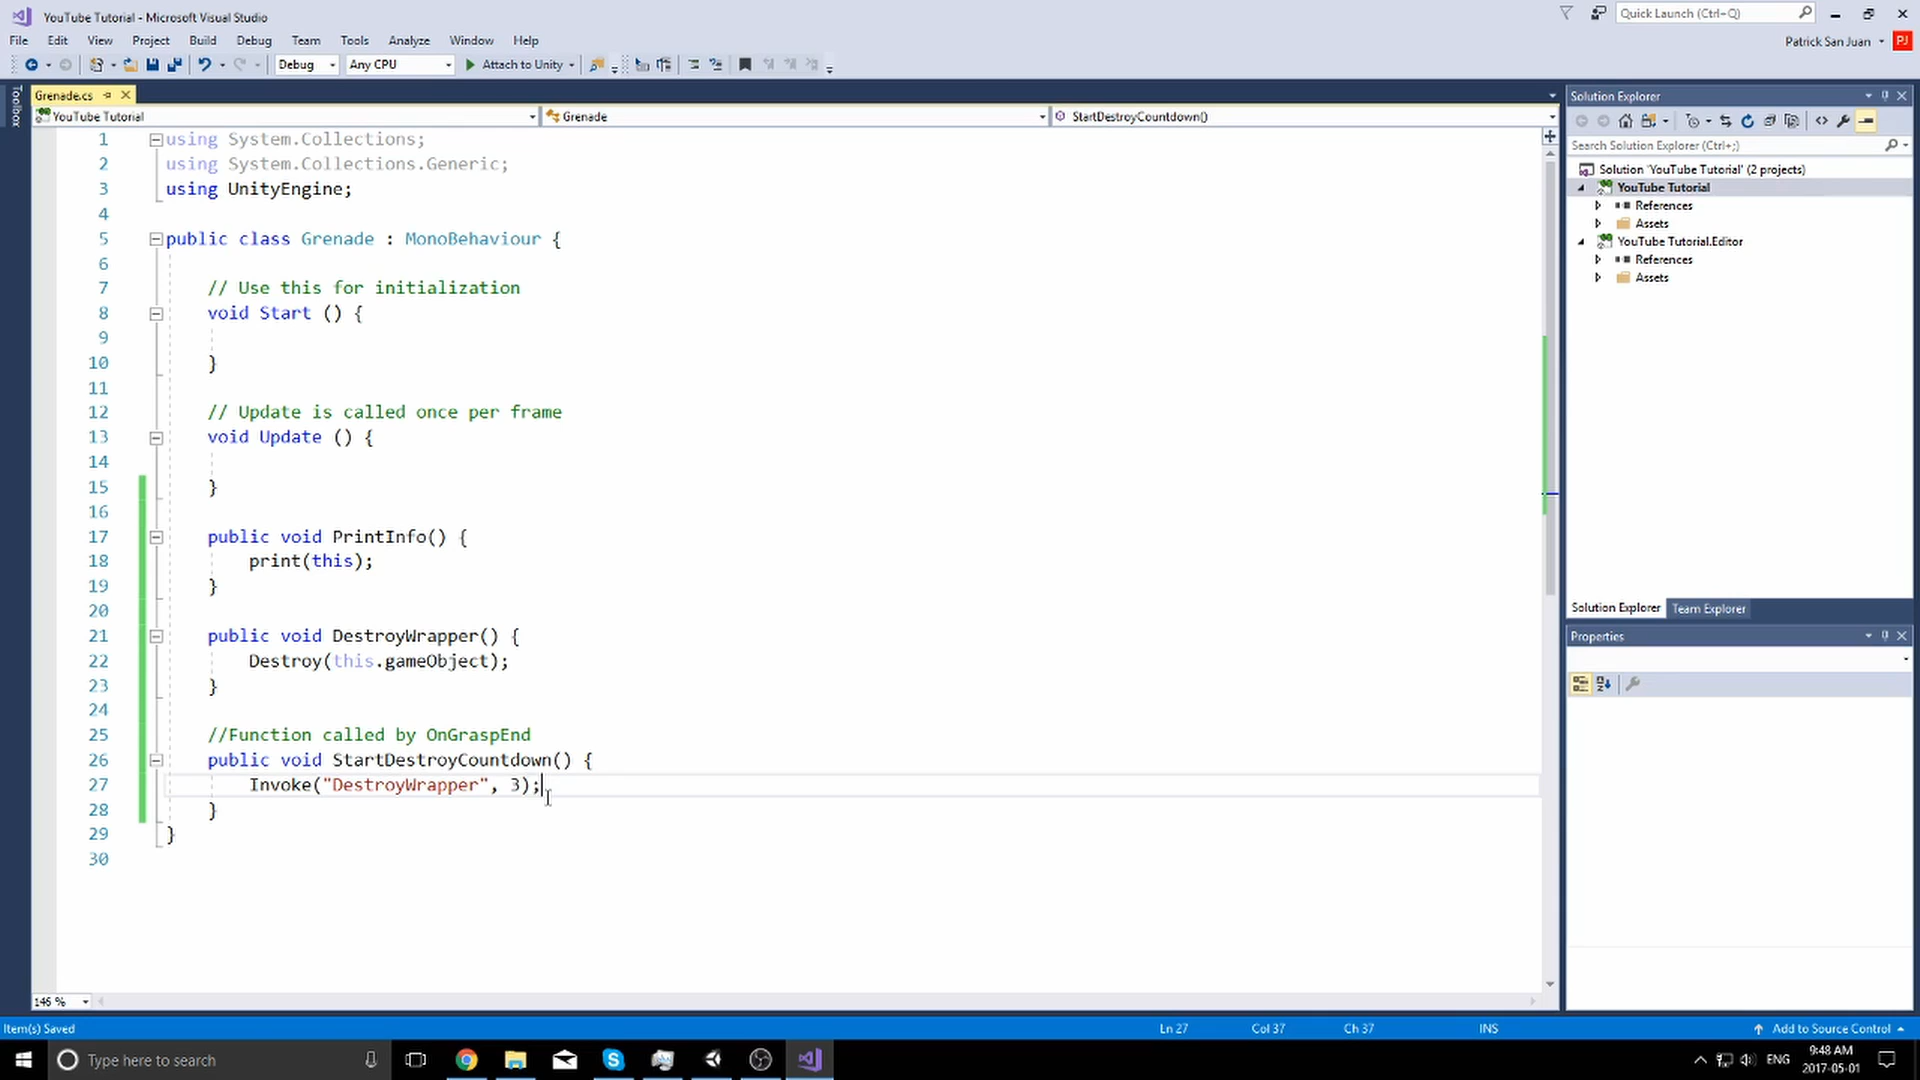 YouTube Tutorial - Microsoft Visual Studio
Quick Launch (Ctrl+Q)
File Edit View Project Build Debug Team Tools Analyze Window Help
Patrick San Juan PJ
Debug Any CPU Attach to Unity
Toolbox
Grenade.cs
YouTube Tutorial Grenade StartDestroyCountdown()
1 using System.Collections;
2 using System.Collections.Generic;
3 using UnityEngine;
4
5 public class Grenade : MonoBehaviour {
6
7 // Use this for initialization
8 void Start () {
9
10 }
11
12 // Update is called once per frame
13 void Update () {
14
15 }
16
17 public void PrintInfo() {
18 print(this);
19 }
20
21 public void DestroyWrapper() {
22 Destroy(this.gameObject);
23 }
24
25 //Function called by OnGraspEnd
26 public void StartDestroyCountdown() {
27 Invoke("DestroyWrapper", 3);
28 }
29 }
30
146 %
Solution Explorer
Search Solution Explorer (Ctrl+;)
Solution 'YouTube Tutorial' (2 projects)
YouTube Tutorial
References
Assets
YouTube Tutorial.Editor
References
Assets
Solution Explorer Team Explorer
Properties
Item(s) Saved Ln 27 Col 37 Ch 37 INS Add to Source Control
Type here to search
ENG
9:48 AM
2017-05-01